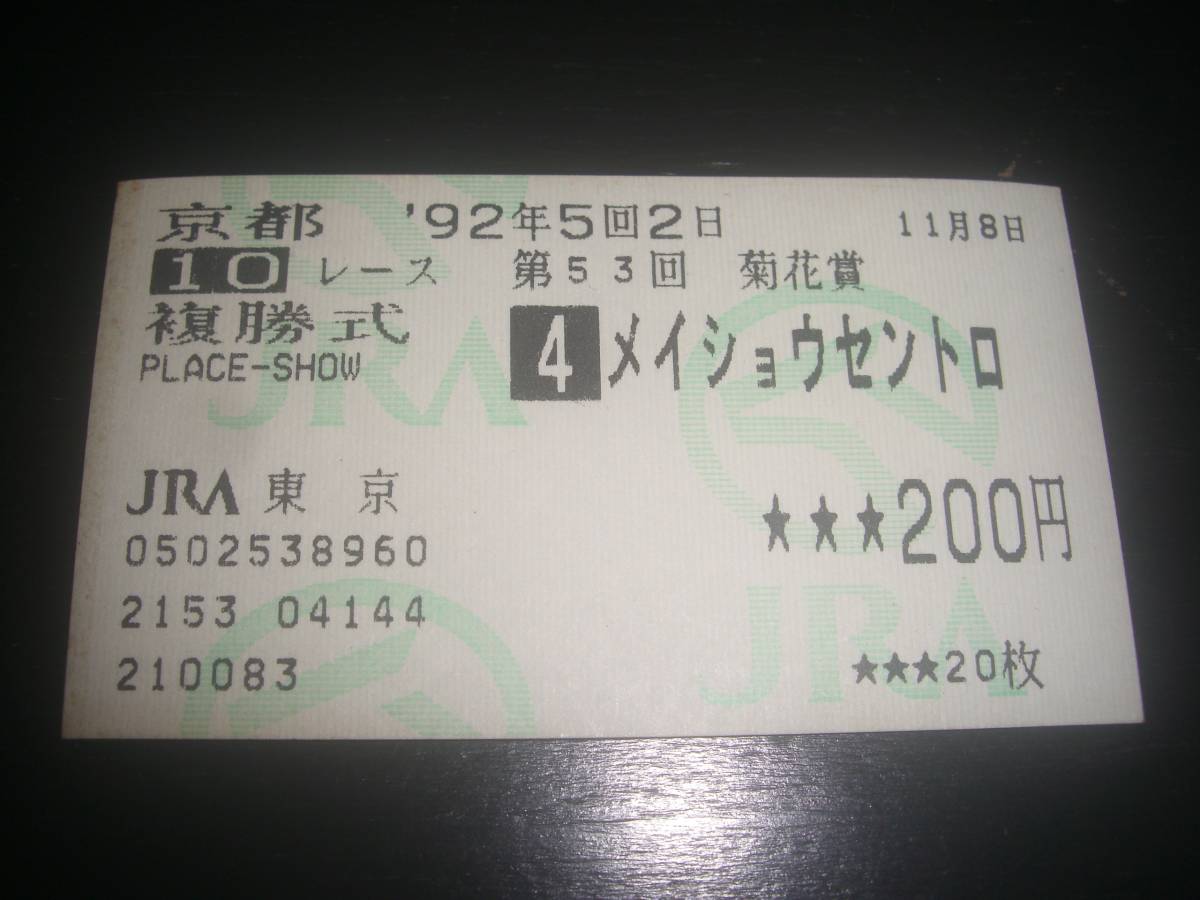 京都 '92年5回2日 11月8日
10 レース 第53回 菊花賞
複勝式
PLACE-SHOW
4 メイショウセントロ
JRA 東京
★★★200円
0502538960
2153 04144
210083
★★★20枚
JRA
JRA